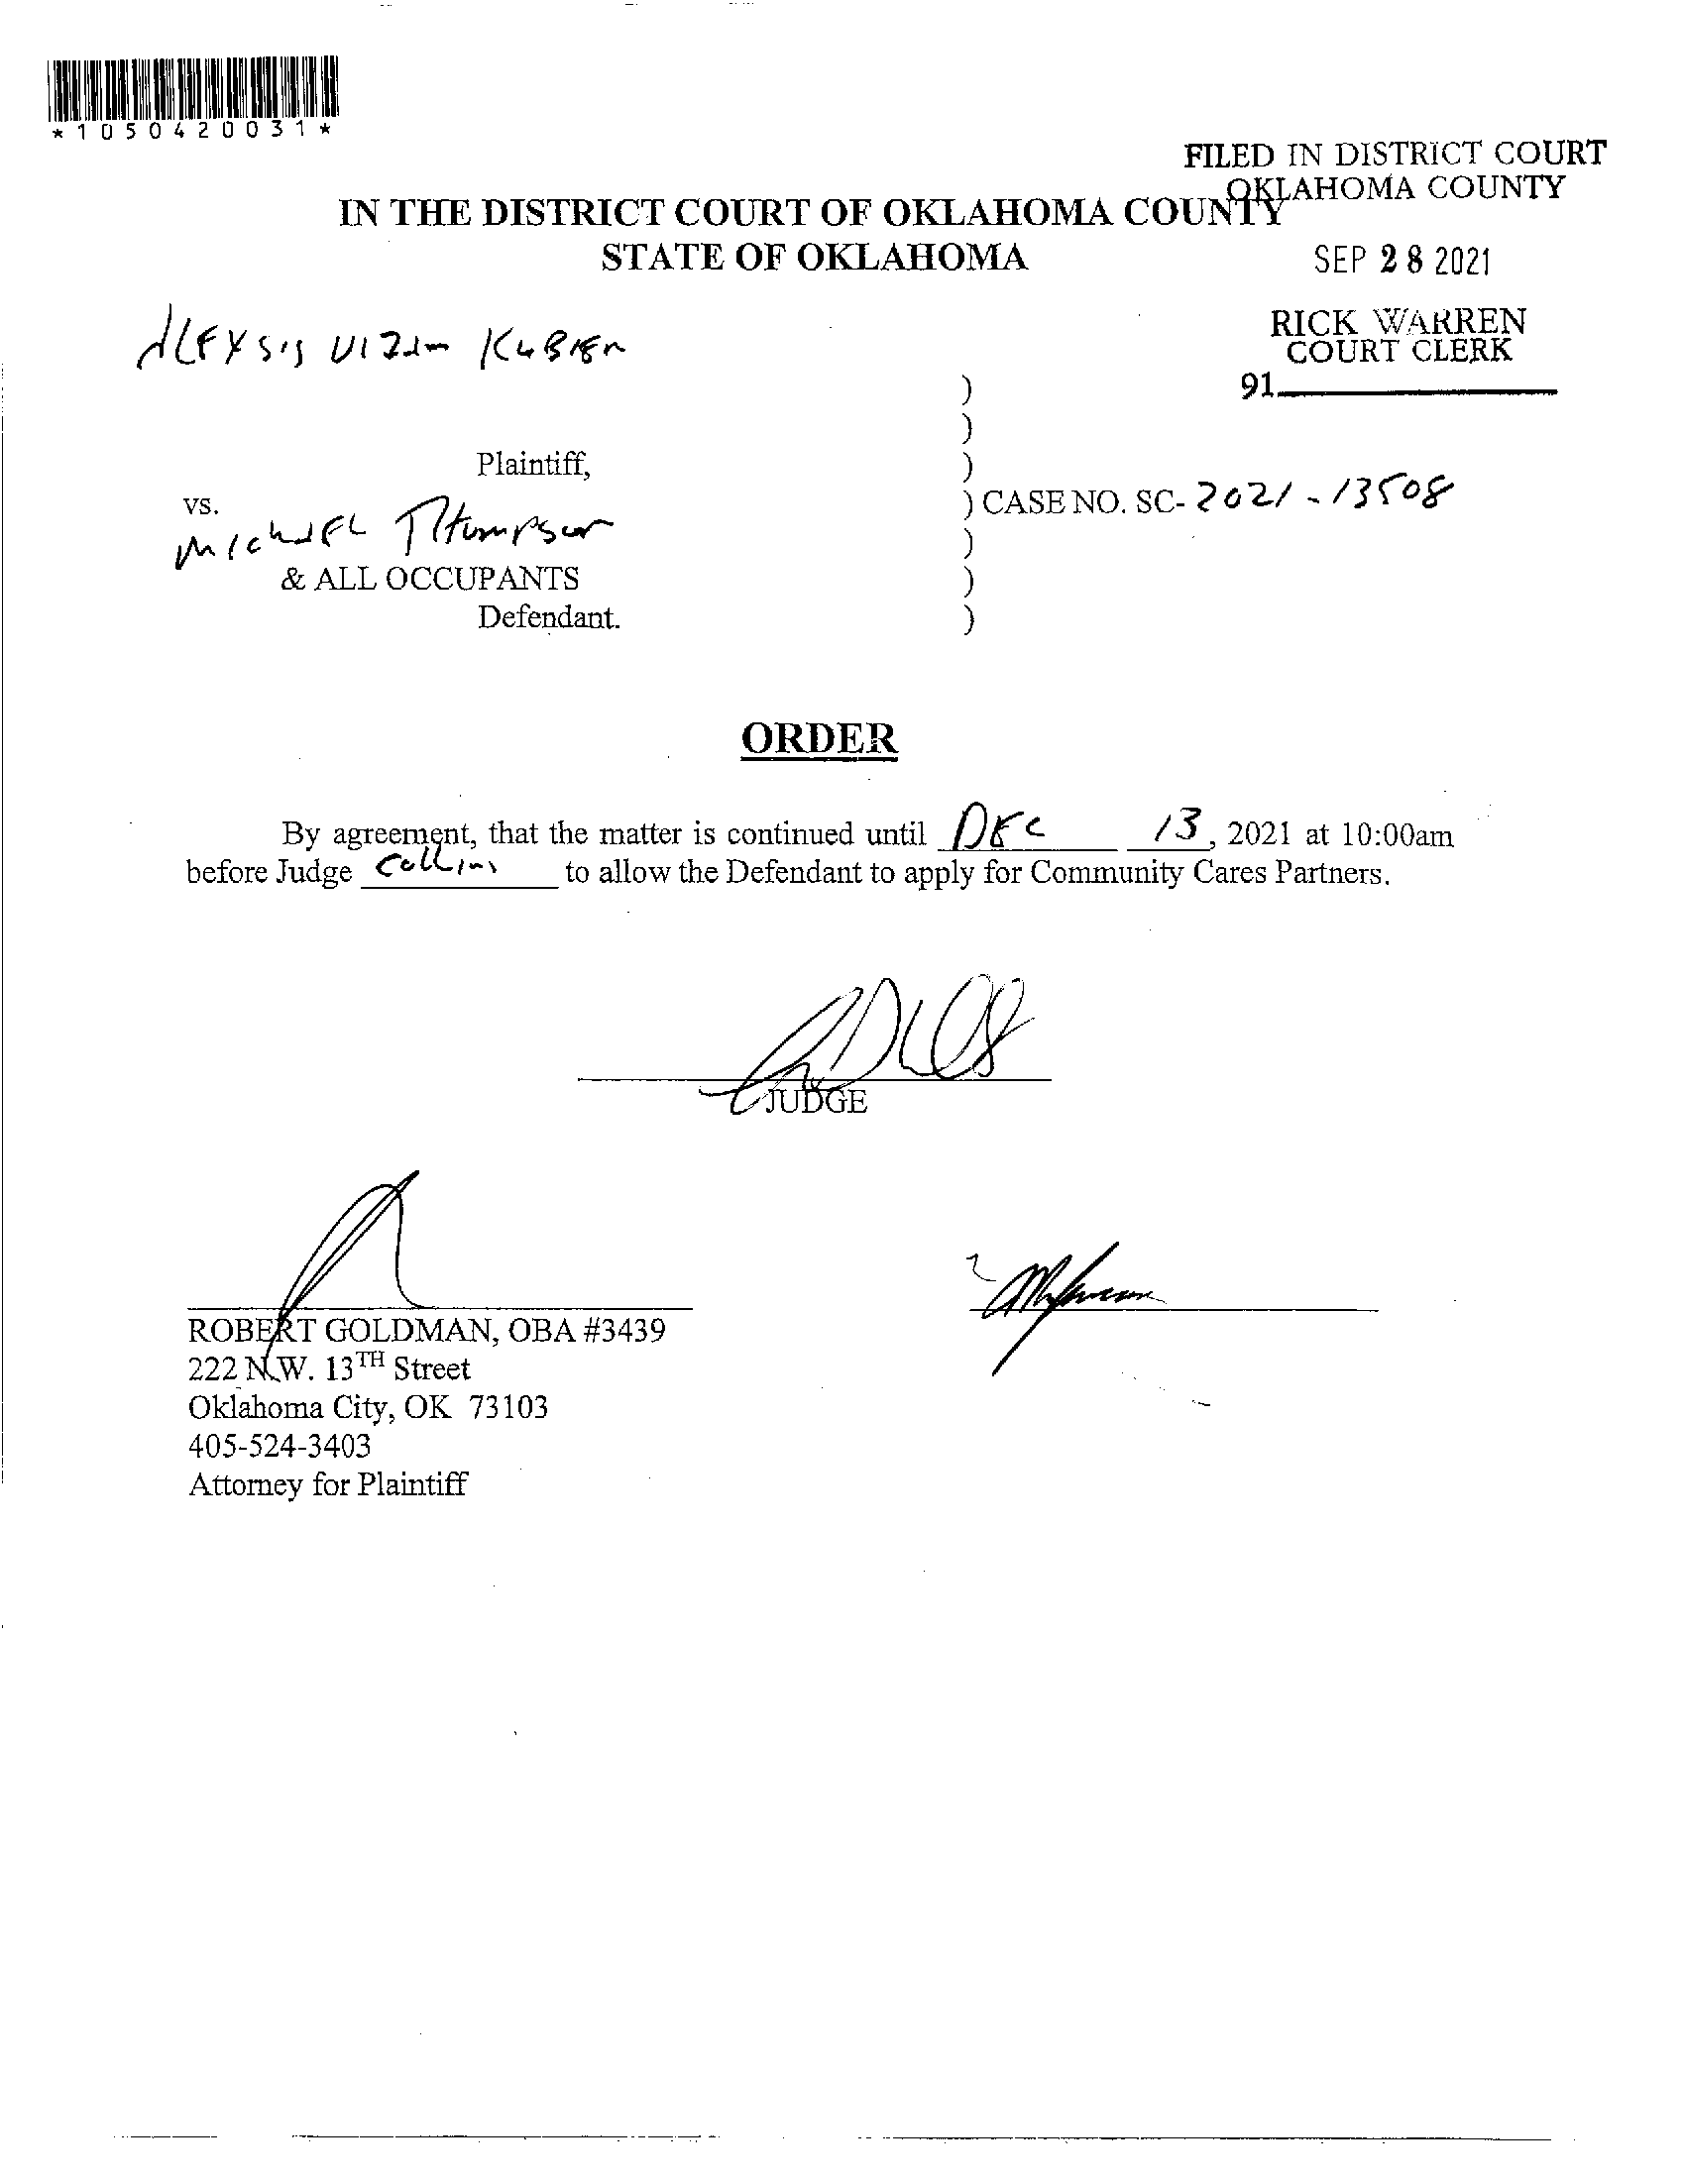 *1050420031*
FILED IN DISTRICT COURT
OKLAHOMA COUNTY
IN THE DISTRICT COURT OF OKLAHOMA COUNTY
STATE OF OKLAHOMA
SEP 28 2021
RICK WARREN
COURT CLERK
91
ALEXSIS
)
)
Plaintiff, )
vs. ) CASE NO. SC-2021-13508
Michael Thompson )
& ALL OCCUPANTS )
Defendant. )
ORDER
By agreement, that the matter is continued until DEC 13, 2021 at 10:00am
before Judge Collins to allow the Defendant to apply for Community Cares Partners.
JUDGE
ROBERT GOLDMAN, OBA #3439
222 N.W. 13TH Street
Oklahoma City, OK 73103
405-524-3403
Attorney for Plaintiff